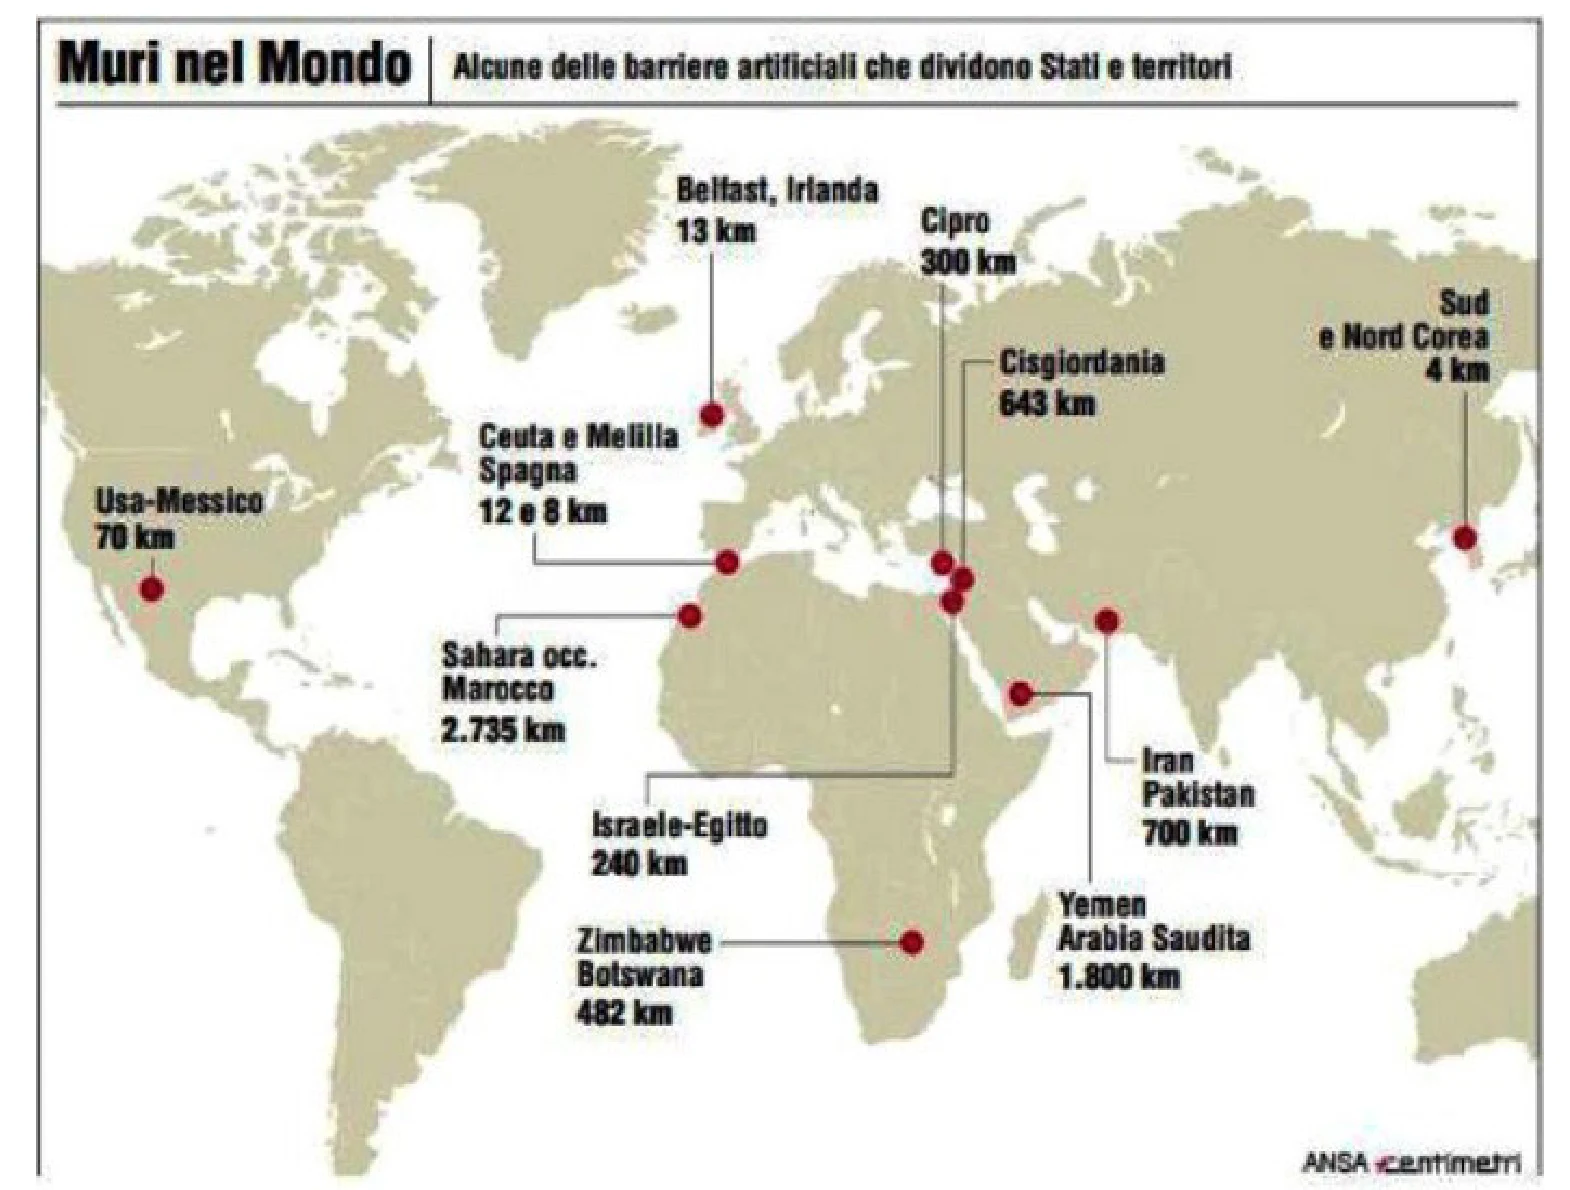 Muri nel Mondo
Alcune delle barriere artificiali che dividono Stati e territori
Belfast, Irlanda
13 km
Cipro
300 km
Sud
e Nord Corea
4 km
Cisgiordania
643 km
Ceuta e Melilla
Spagna
12 e 8 km
Usa-Messico
70 km
Sahara occ.
Marocco
2.735 km
Iran
Pakistan
700 km
Israele-Egitto
240 km
Yemen
Arabia Saudita
1.800 km
Zimbabwe
Botswana
482 km
ANSA centimetri